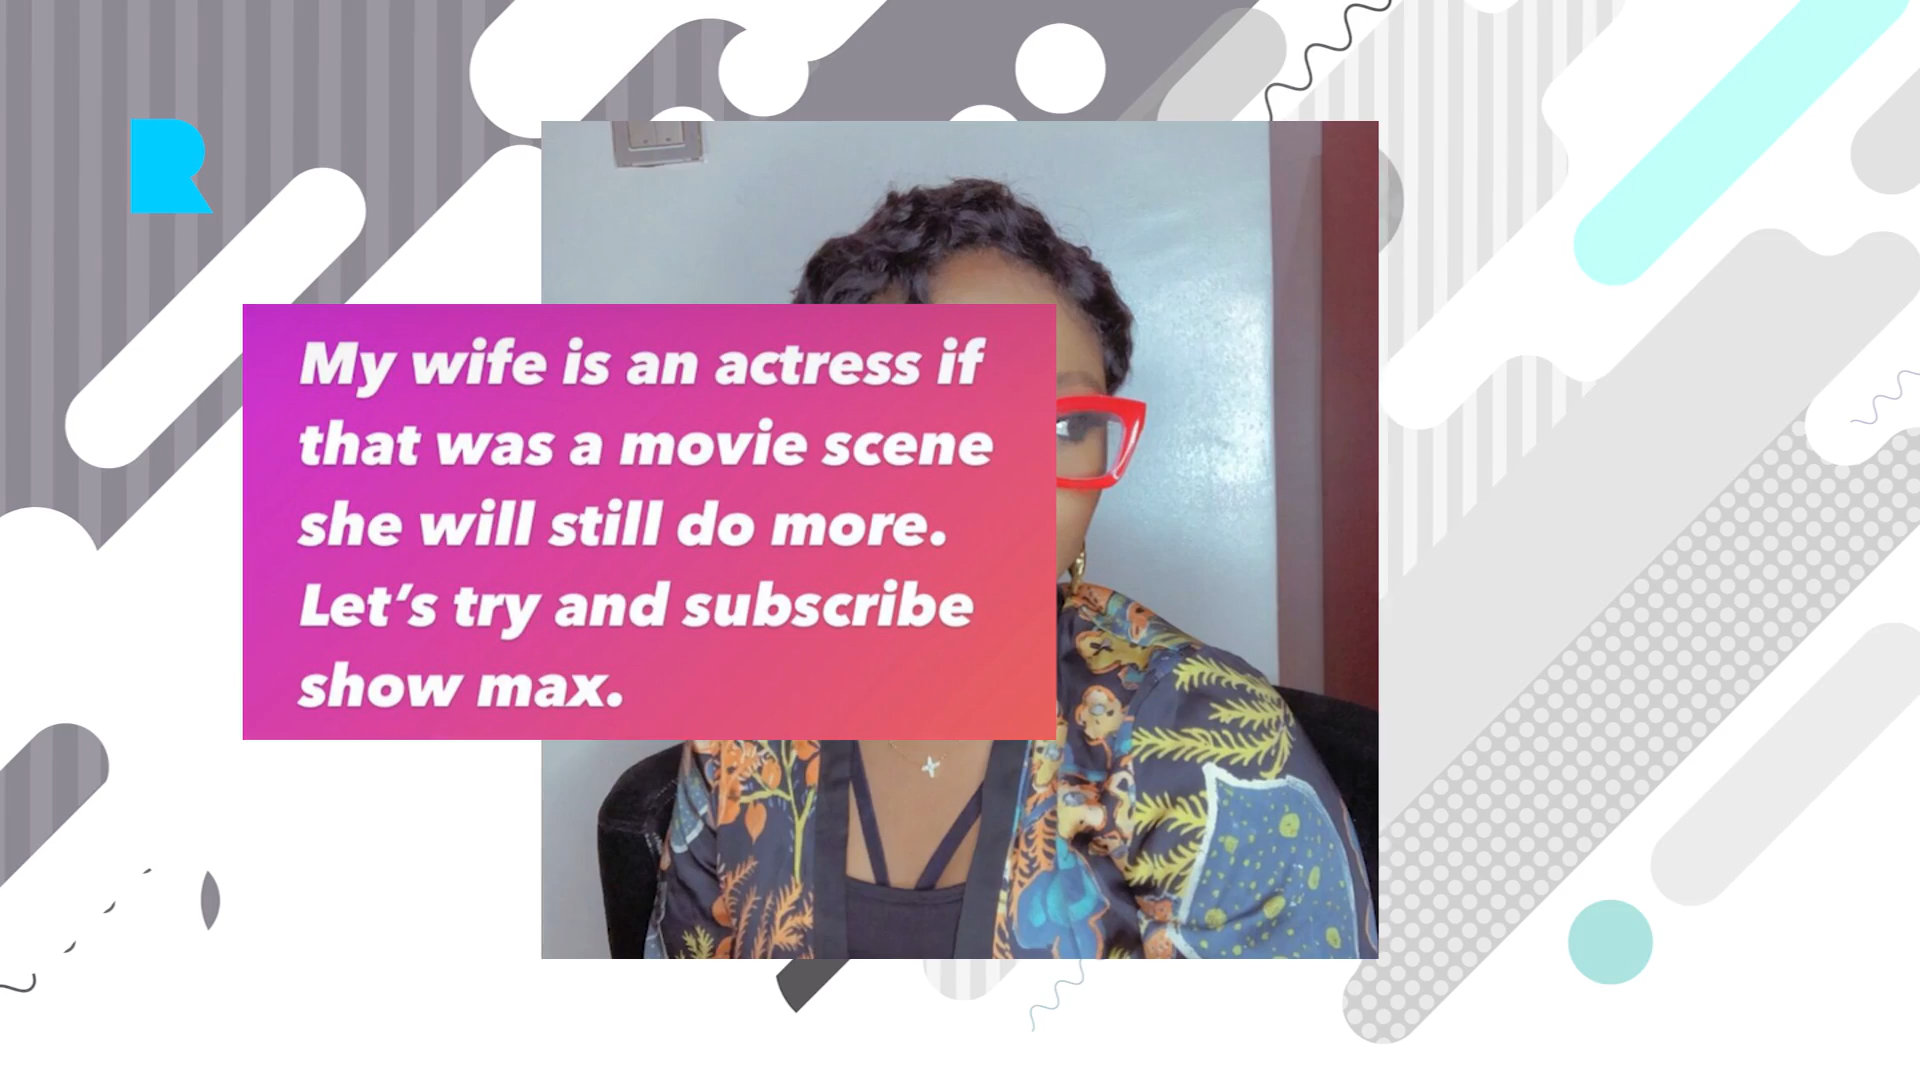 R
My wife is an actress if
that was a movie scene
she will still do more.
Let’s try and subscribe
show max.